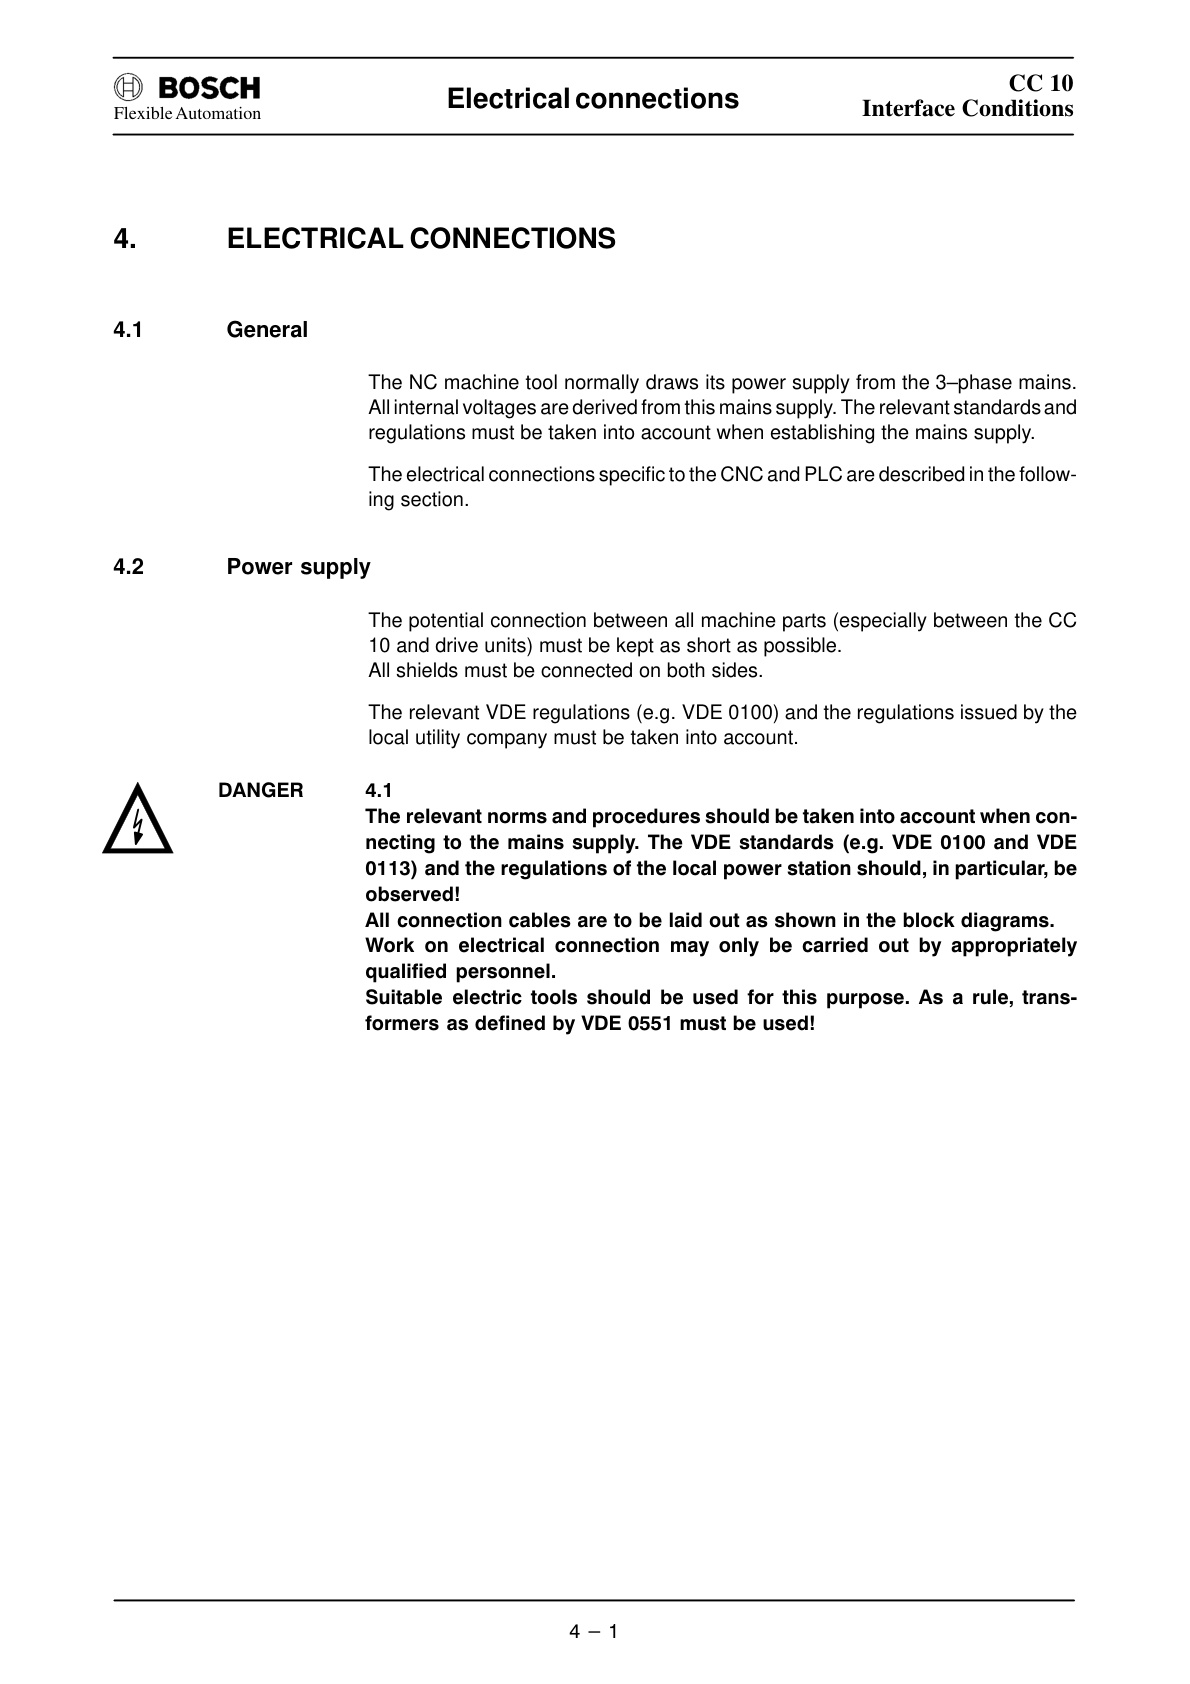 BOSCH
Flexible Automation
Electrical connections
CC 10
Interface Conditions
4. ELECTRICAL CONNECTIONS
4.1 General
The NC machine tool normally draws its power supply from the 3–phase mains.
All internal voltages are derived from this mains supply. The relevant standards and
regulations must be taken into account when establishing the mains supply.
The electrical connections specific to the CNC and PLC are described in the follow-
ing section.
4.2 Power supply
The potential connection between all machine parts (especially between the CC
10 and drive units) must be kept as short as possible.
All shields must be connected on both sides.
The relevant VDE regulations (e.g. VDE 0100) and the regulations issued by the
local utility company must be taken into account.
DANGER 4.1
The relevant norms and procedures should be taken into account when con-
necting to the mains supply. The VDE standards (e.g. VDE 0100 and VDE
0113) and the regulations of the local power station should, in particular, be
observed!
All connection cables are to be laid out as shown in the block diagrams.
Work on electrical connection may only be carried out by appropriately
qualified personnel.
Suitable electric tools should be used for this purpose. As a rule, trans-
formers as defined by VDE 0551 must be used!
4 – 1